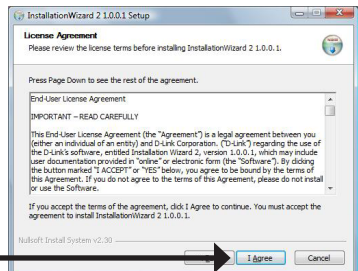 InstallationWizard 2 1.0.0.1 Setup
License Agreement
Please review the license terms before installing InstallationWizard 2 1.0.0.1.
Press Page Down to see the rest of the agreement.
End-User License Agreement
IMPORTANT – READ CAREFULLY
This End-User License Agreement (the "Agreement") is a legal agreement between you
(either an individual of an entity) and D-Link Corporation. ("D-Link") regarding the use of
the D-Link's software, entitled Installation Wizard 2, version 1.0.0.1, which may include
user documentation provided in "online" or electronic form (the "Software"). By clicking
the button marked "I ACCEPT" or "YES" below, you agree to be bound by the terms of
this Agreement. If you do not agree to the terms of this Agreement, please do not install
or use the Software.
If you accept the terms of the agreement, click I Agree to continue. You must accept the
agreement to install InstallationWizard 2 1.0.0.1.
Nullsoft Install System v2.30
I Agree
Cancel